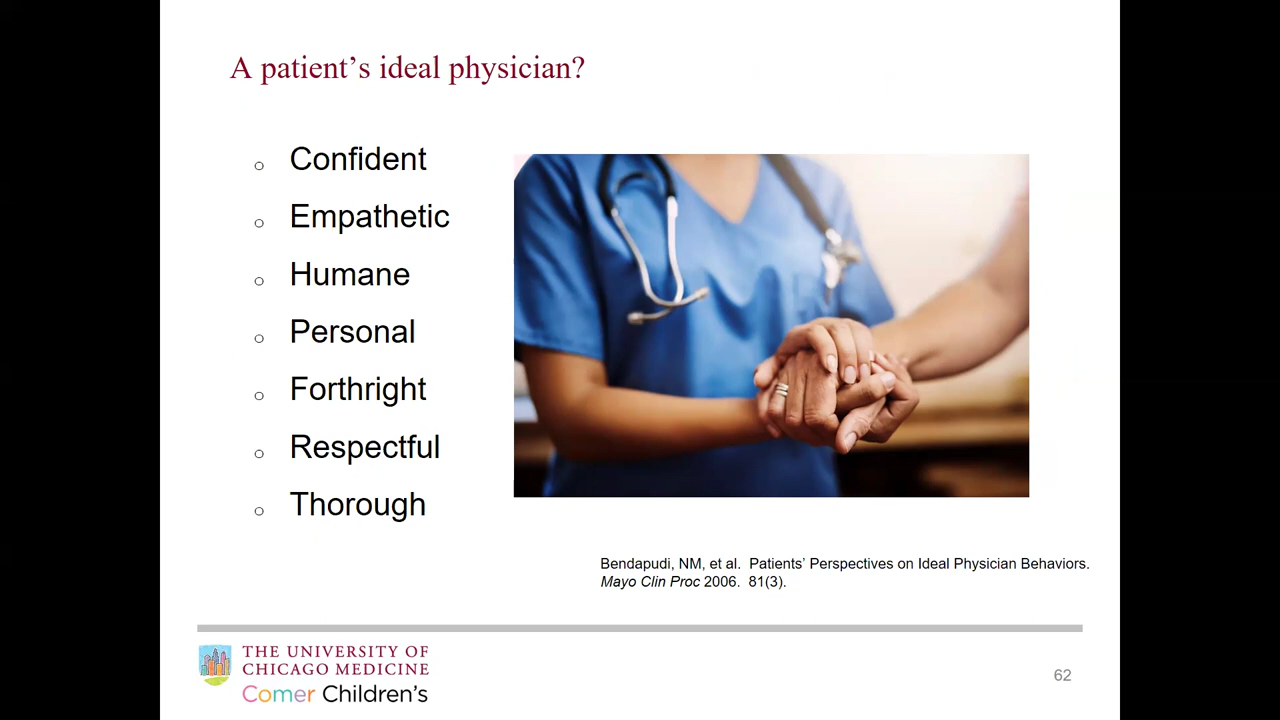 A patient’s ideal physician?
Confident
Empathetic
Humane
Personal
Forthright
Respectful
Thorough
Bendapudi, NM, et al.  Patients’ Perspectives on Ideal Physician Behaviors.
Mayo Clin Proc 2006.  81(3).
THE UNIVERSITY OF
CHICAGO MEDICINE
Comer Children's
62